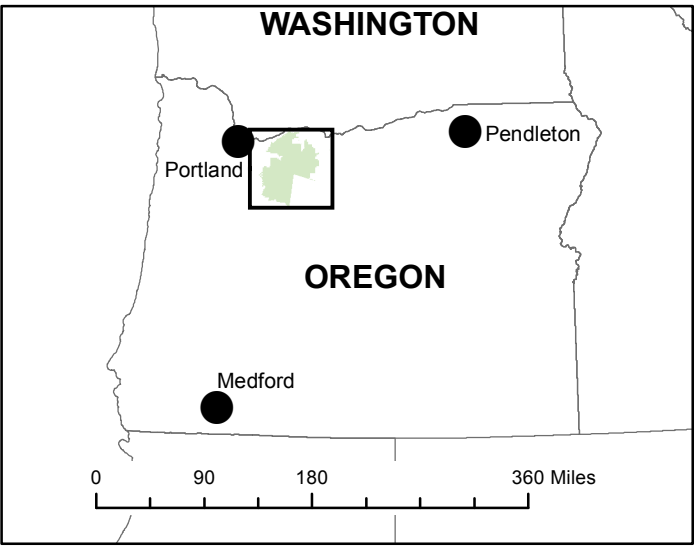 WASHINGTON
Pendleton
Portland
OREGON
Medford
0 90 180 360 Miles